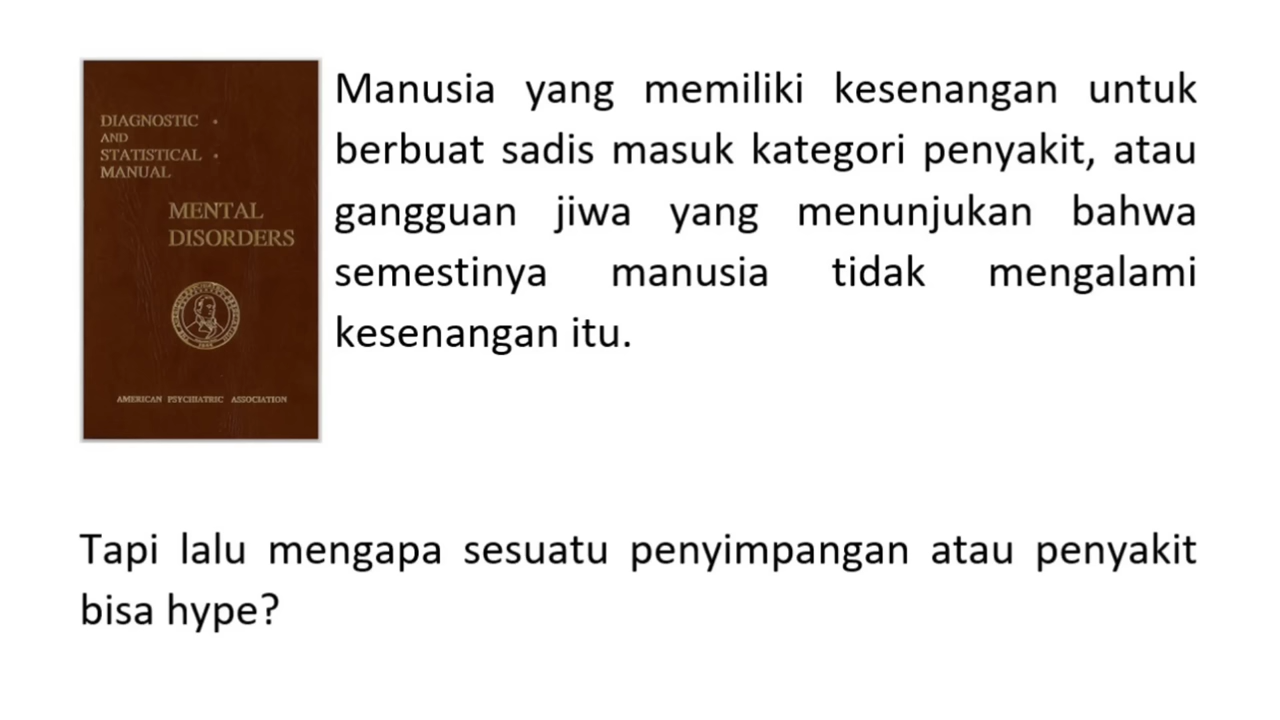 DIAGNOSTIC •
AND
STATISTICAL •
MANUAL
MENTAL
DISORDERS
AMERICAN PSYCHIATRIC ASSOCIATION
Manusia yang memiliki kesenangan untuk
berbuat sadis masuk kategori penyakit, atau
gangguan jiwa yang menunjukan bahwa
semestinya manusia tidak mengalami
kesenangan itu.
Tapi lalu mengapa sesuatu penyimpangan atau penyakit
bisa hype?